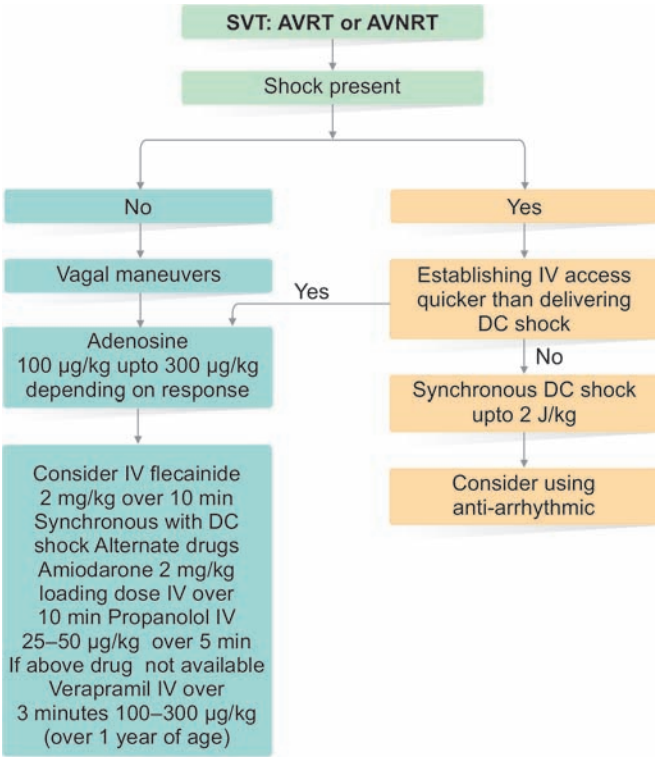 SVT: AVRT or AVNRT
Shock present
No
Yes
Vagal maneuvers
Establishing IV access
quicker than delivering
DC shock
Yes
Adenosine
100 µg/kg upto 300 µg/kg
depending on response
No
Synchronous DC shock
upto 2 J/kg
Consider IV flecainide
2 mg/kg over 10 min
Synchronous with DC
shock Alternate drugs
Amiodarone 2 mg/kg
loading dose IV over
10 min Propanolol IV
25–50 µg/kg over 5 min
If above drug not available
Verapramil IV over
3 minutes 100–300 µg/kg
(over 1 year of age)
Consider using
anti-arrhythmic